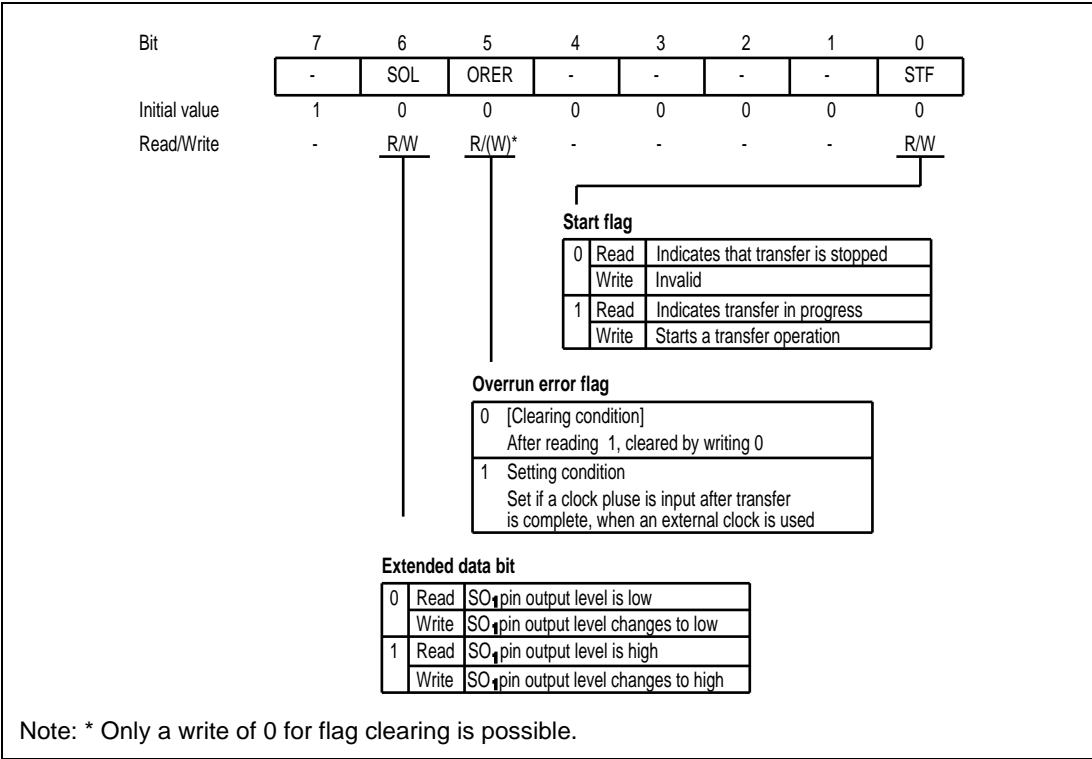 Bit 7 6 5 4 3 2 1 0
- SOL ORER - - - - STF
Initial value 1 0 0 0 0 0 0 0
Read/Write - R/W R/(W)* - - - - R/W
Start flag
0 Read Indicates that transfer is stopped
Write Invalid
1 Read Indicates transfer in progress
Write Starts a transfer operation
Overrun error flag
0 [Clearing condition]
After reading 1, cleared by writing 0
1 Setting condition
Set if a clock pluse is input after transfer
is complete, when an external clock is used
Extended data bit
0 Read SO1 pin output level is low
Write SO1 pin output level changes to low
1 Read SO1 pin output level is high
Write SO1 pin output level changes to high
Note: * Only a write of 0 for flag clearing is possible.